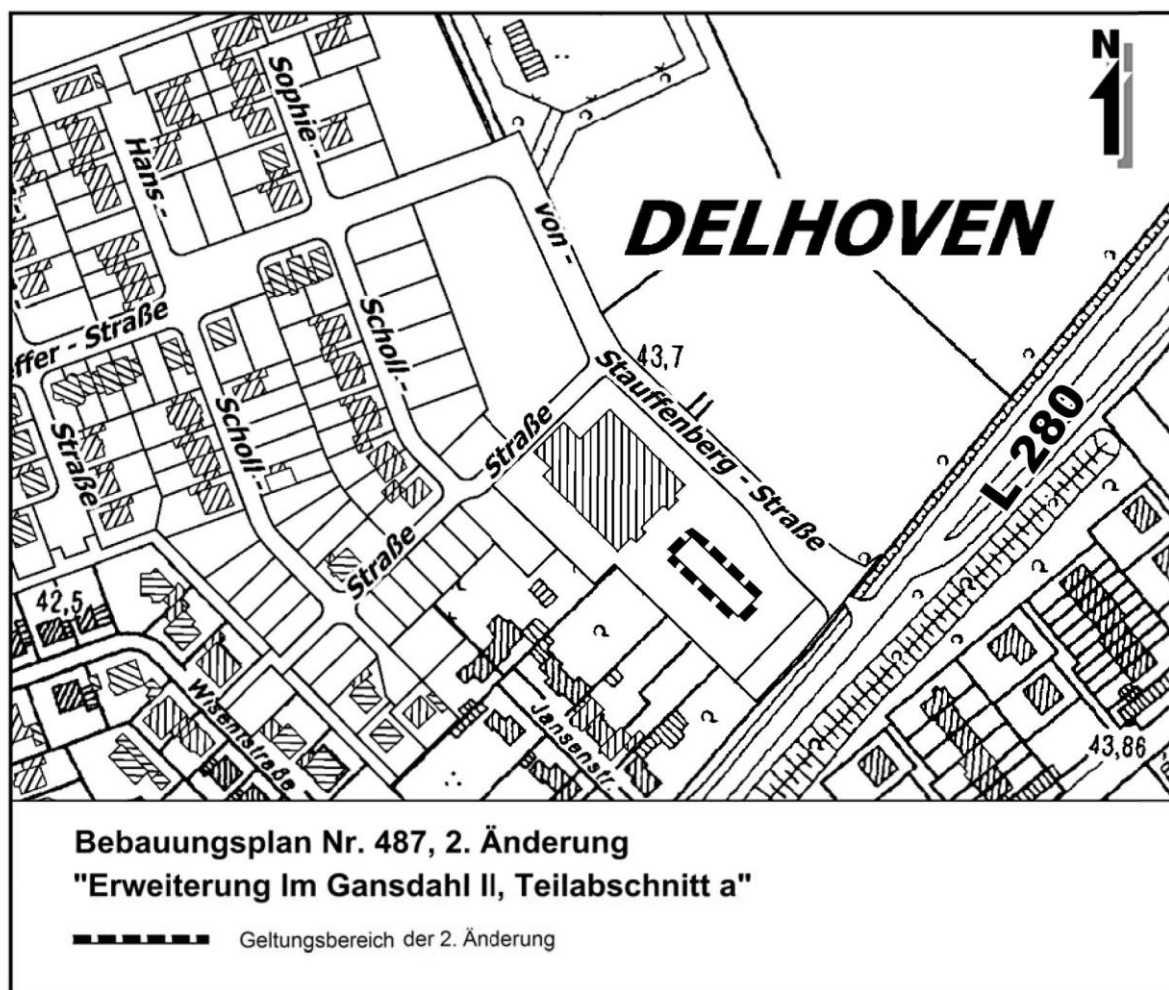 N
Sophie -
Hans -
von -
DELHOVEN
Scholl -
effer - Straße
43,7
Stauffenberg - Straße
L 280
Scholl -
Straße
Straße
Straße
42,5
Wisentstraße
Jansenstr.
43,86
Bebauungsplan Nr. 487, 2. Änderung
"Erweiterung Im Gansdahl II, Teilabschnitt a"
Geltungsbereich der 2. Änderung